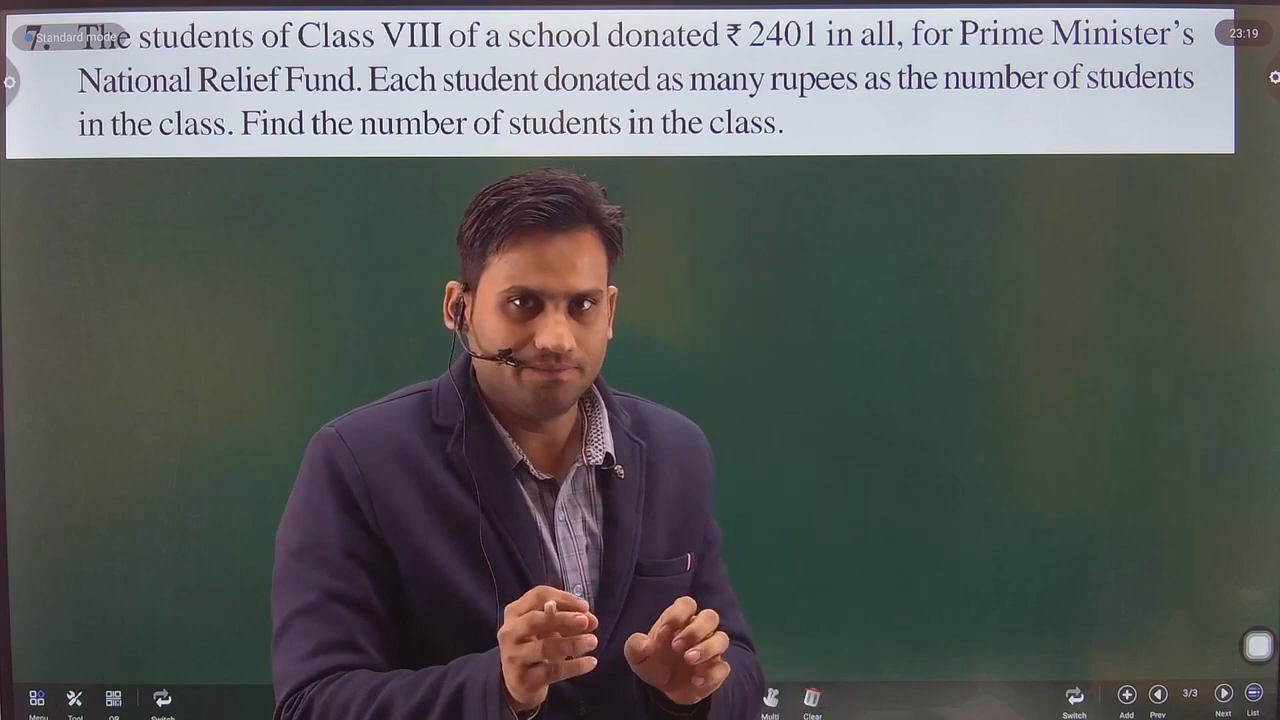 7. The students of Class VIII of a school donated ₹ 2401 in all, for Prime Minister's
Standard mode
23:19
National Relief Fund. Each student donated as many rupees as the number of students
in the class. Find the number of students in the class.
Menu
Tool
QR
Switch
Multi
Clear
Switch
Add
Prev
3/3
Next
List